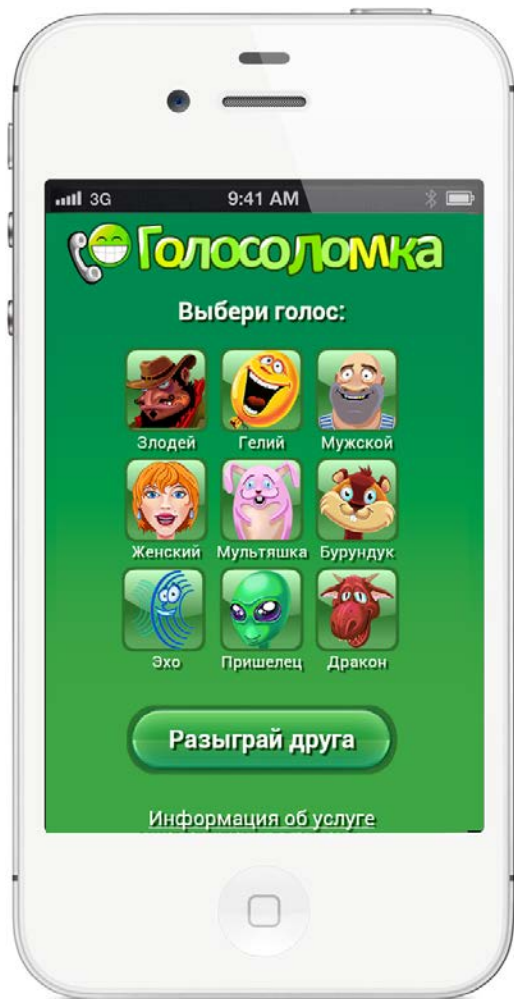 3G 9:41 AM
Голосоломка
Выбери голос:
Злодей Гелий Мужской
Женский Мультяшка Бурундук
Эхо Пришелец Дракон
Разыграй друга
Информация об услуге